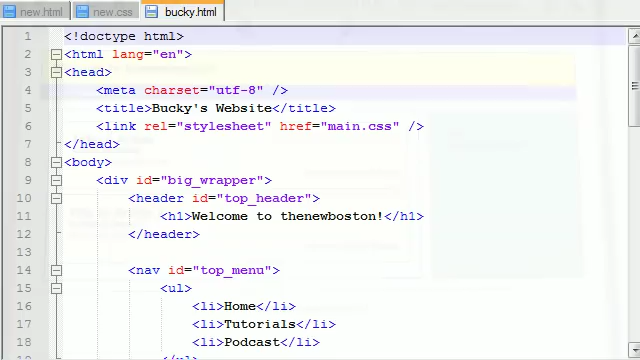 new.html new.css bucky.html
1 <!doctype html>
2 <html lang="en">
3 <head>
4 <meta charset="utf-8" />
5 <title>Bucky's Website</title>
6 <link rel="stylesheet" href="main.css" />
7 </head>
8 <body>
9 <div id="big_wrapper">
10 <header id="top_header">
11 <h1>Welcome to thenewboston!</h1>
12 </header>
13
14 <nav id="top_menu">
15 <ul>
16 <li>Home</li>
17 <li>Tutorials</li>
18 <li>Podcast</li>